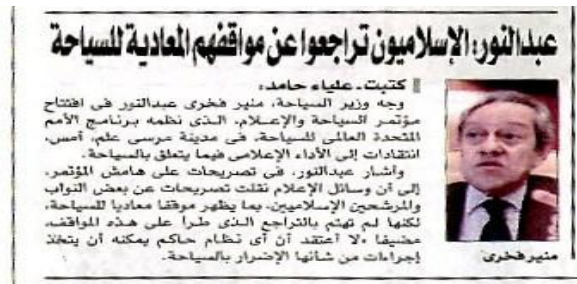 عبدالنور: الإسلاميون تراجعوا عن مواقفهم المعادية للسياحة
كتبت ـ علياء حامد:
وجه وزير السياحة، منير فخرى عبدالنور فى افتتاح
مؤتمر السياحة والإعلام، الذى نظمه برنامج الأمم
المتحدة العالمى للسياحة، فى مدينة مرسى علم، أمس،
انتقادات إلى الأداء الإعلامى فيما يتعلق بالسياحة.
وأشار عبدالنور، فى تصريحات على هامش المؤتمر،
إلى أن وسائل الإعلام نقلت تصريحات عن بعض النواب
والمرشحين الإسلاميين، بما يظهر موقفا معاديا للسياحة،
لكنها لم تهتم بالتراجع الذى طرأ على هذه المواقف،
مضيفا «لا أعتقد أن أى نظام حاكم يمكنه أن يتخذ
إجراءات من شأنها الإضرار بالسياحة.
منير فخرى